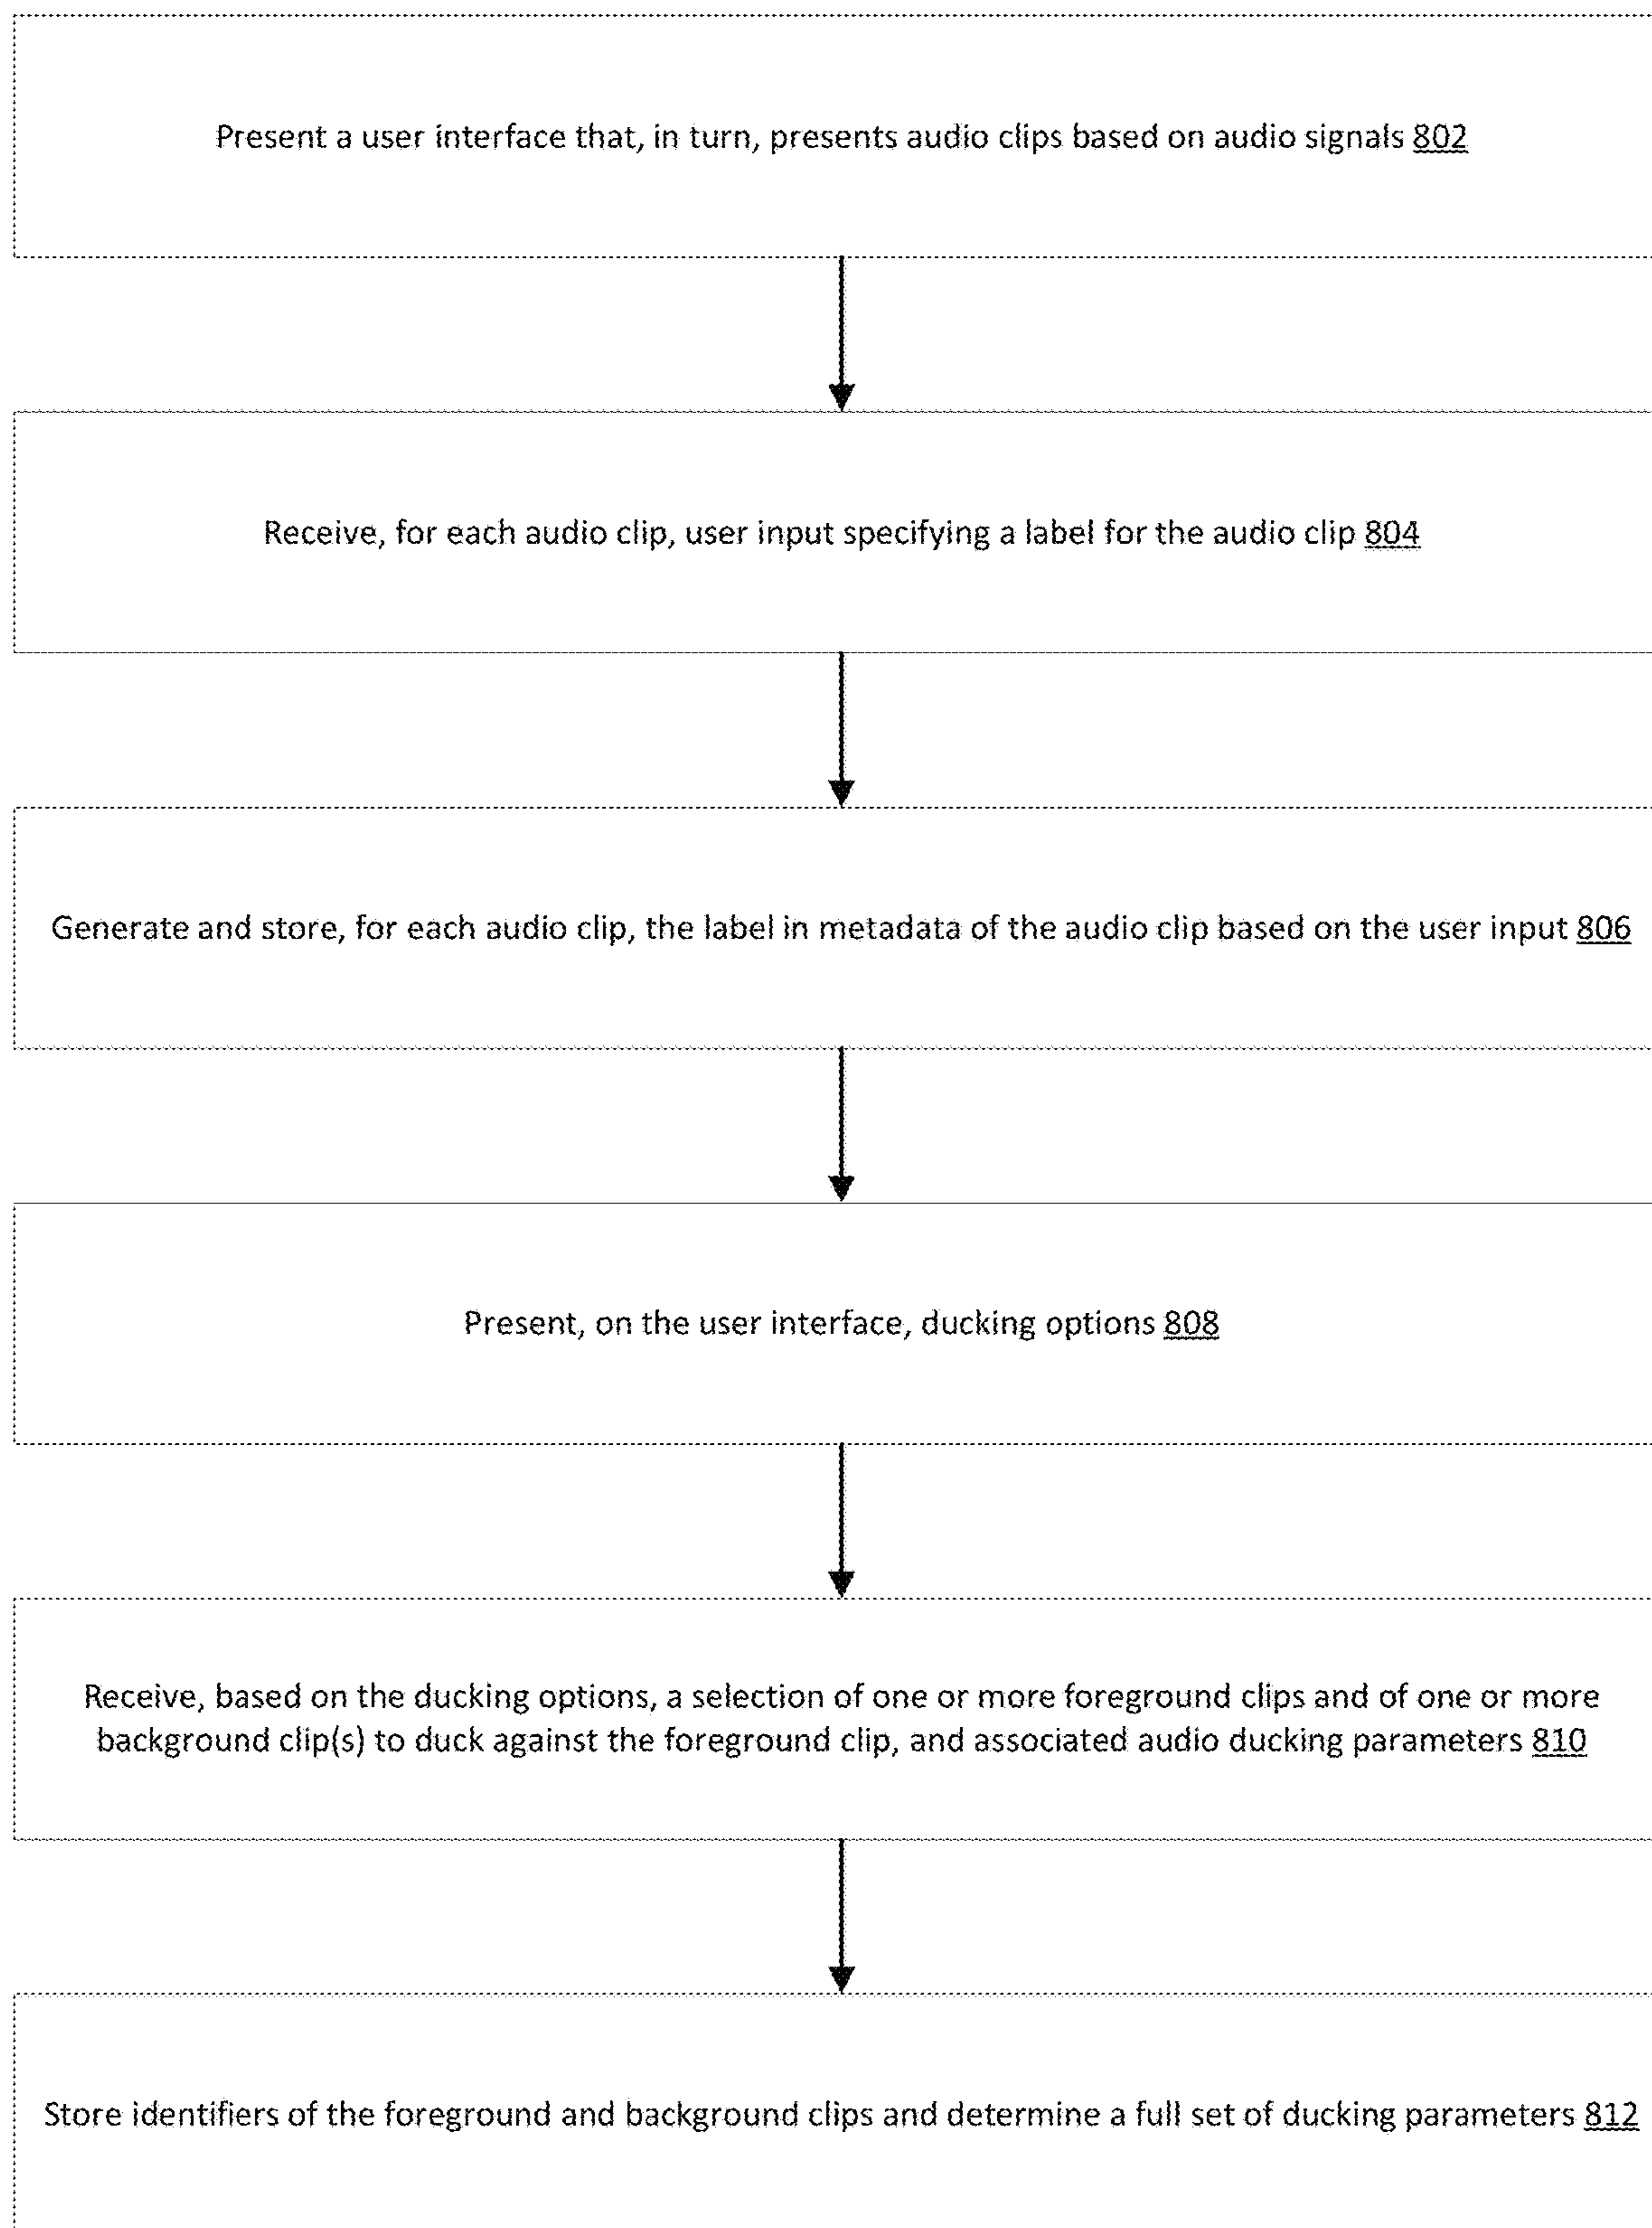 Present a user interface that, in turn, presents audio clips based on audio signals 802
Receive, for each audio clip, user input specifying a label for the audio clip 804
Generate and store, for each audio clip, the label in metadata of the audio clip based on the user input 806
Present, on the user interface, ducking options 808
Receive, based on the ducking options, a selection of one or more foreground clips and of one or more
background clip(s) to duck against the foreground clip, and associated audio ducking parameters 810
Store identifiers of the foreground and background clips and determine a full set of ducking parameters 812